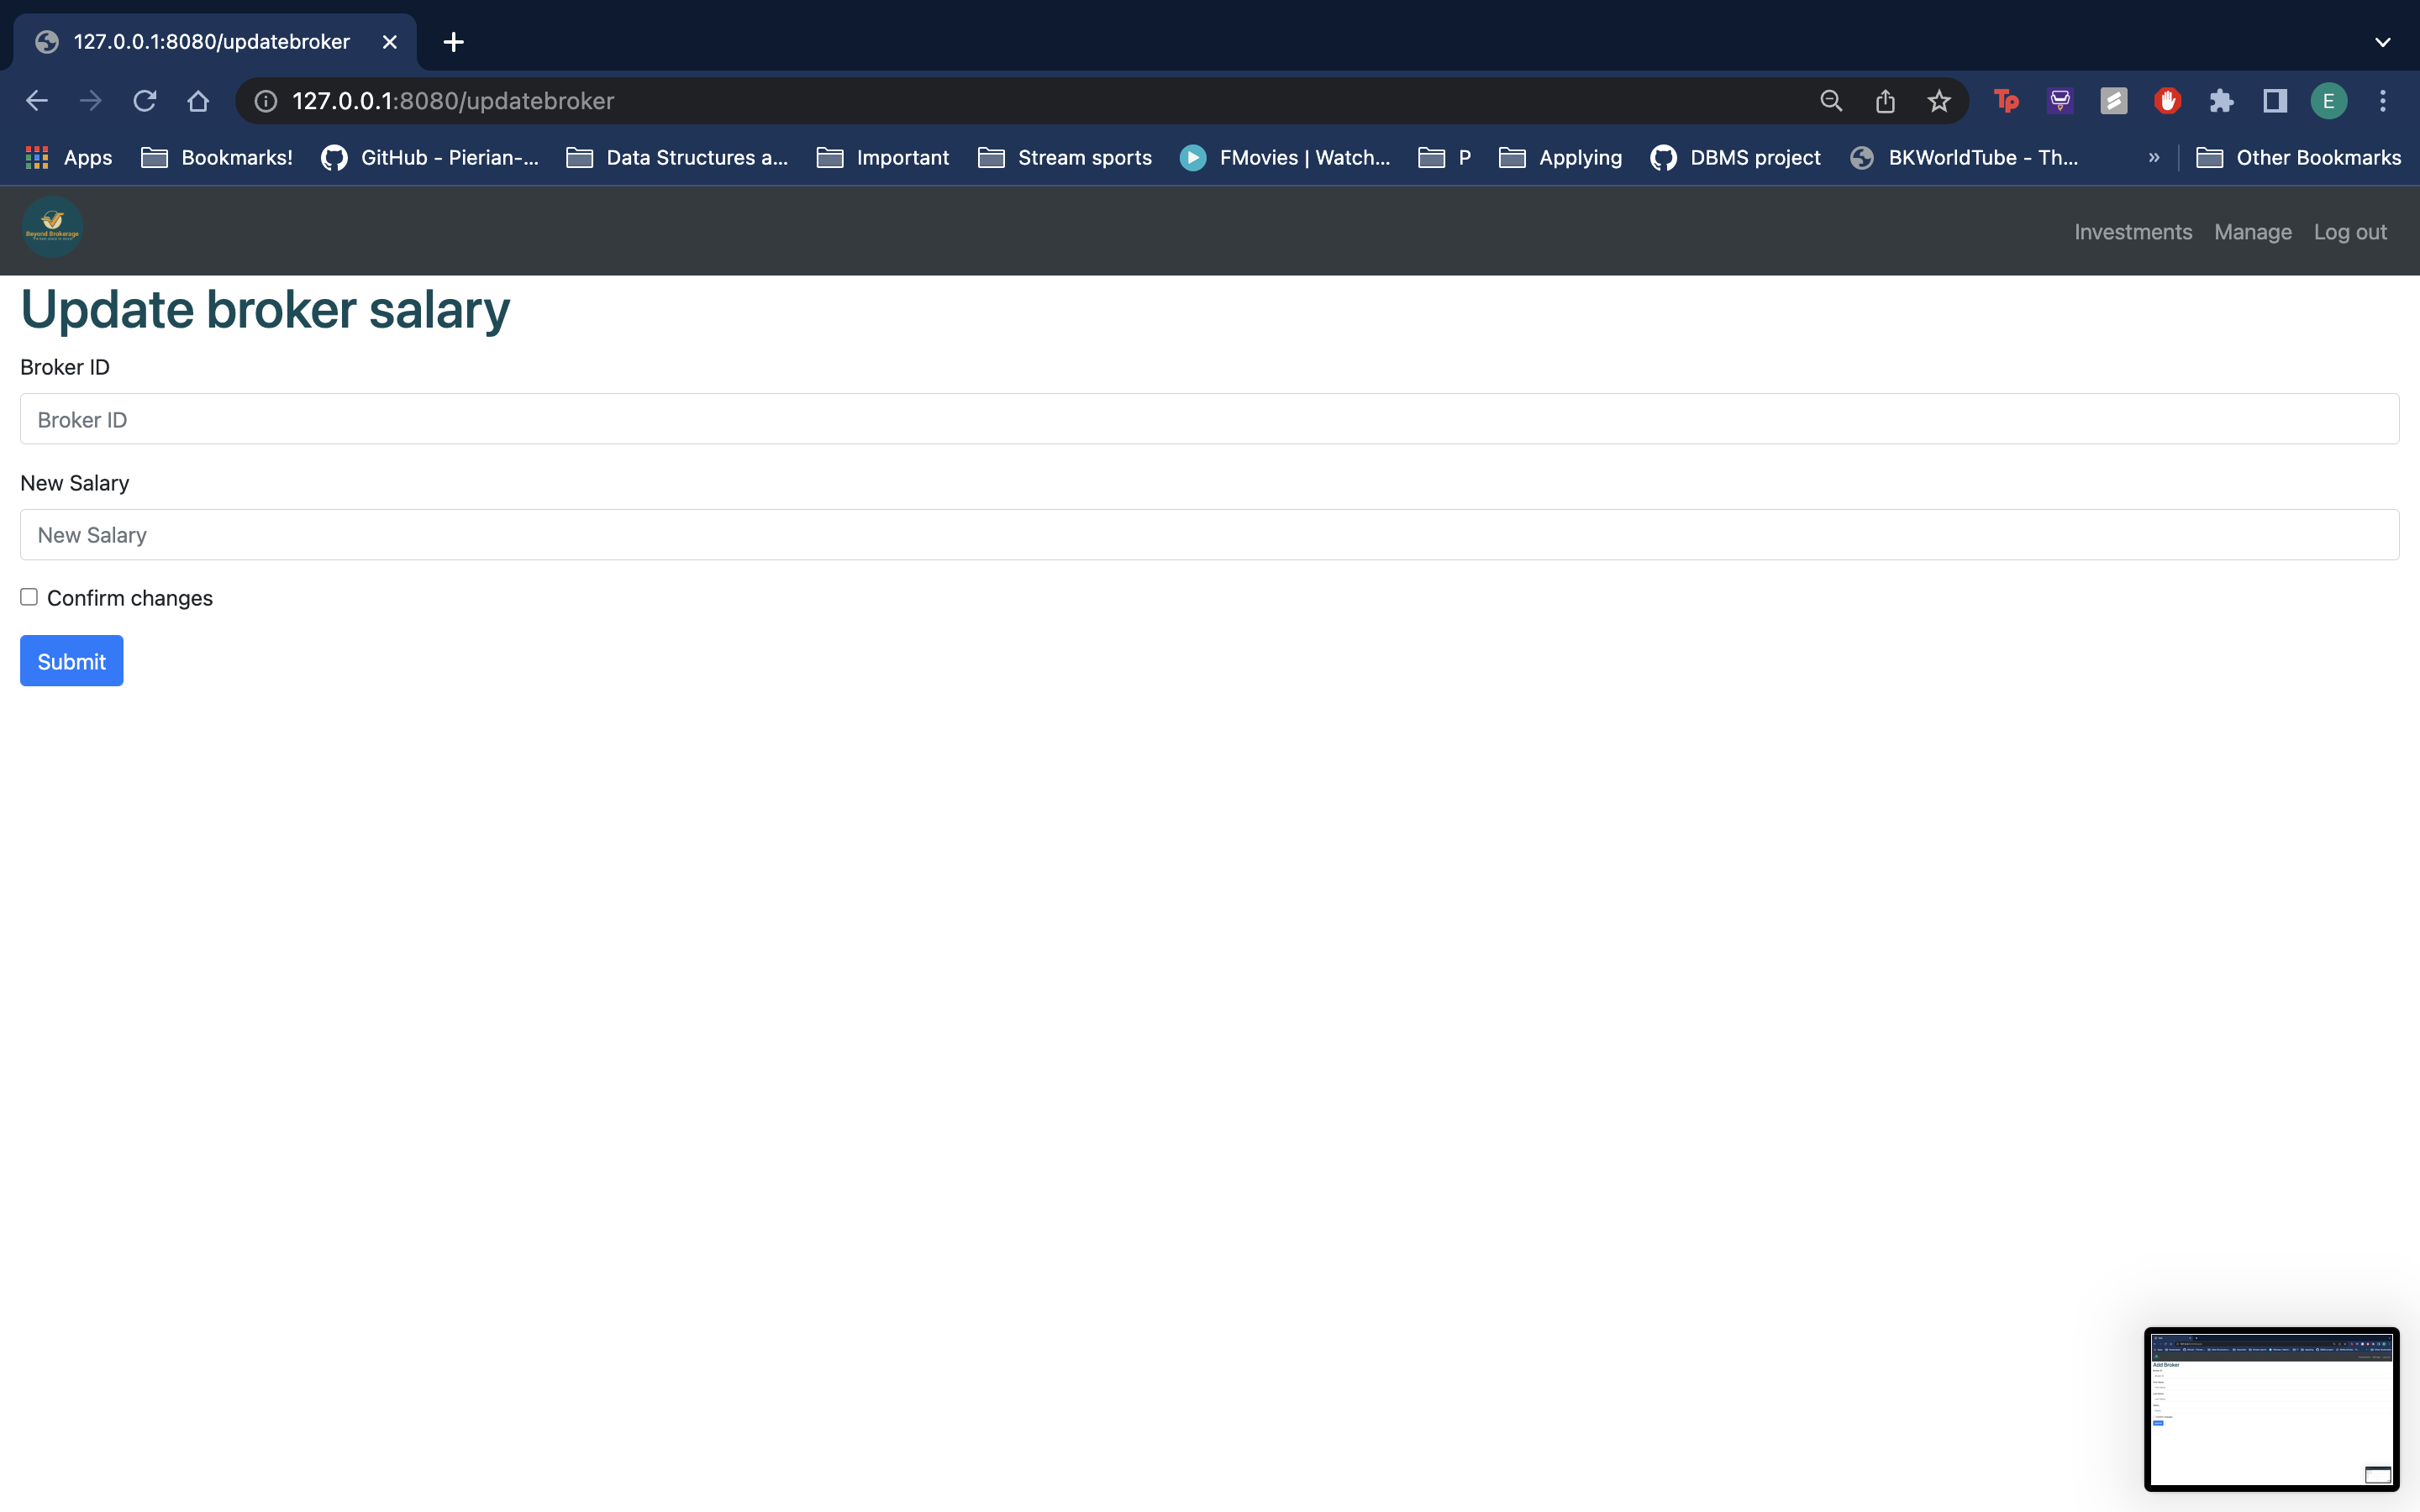 127.0.0.1:8080/updatebroker
127.0.0.1:8080/updatebroker
Tp
E
Apps Bookmarks! GitHub - Pierian-... Data Structures a... Important Stream sports FMovies | Watch... P Applying DBMS project BKWorldTube - Th... » Other Bookmarks
Beyond Brokerage
Investments Manage Log out
Update broker salary
Broker ID
Broker ID
New Salary
New Salary
Confirm changes
Submit
Add Broker